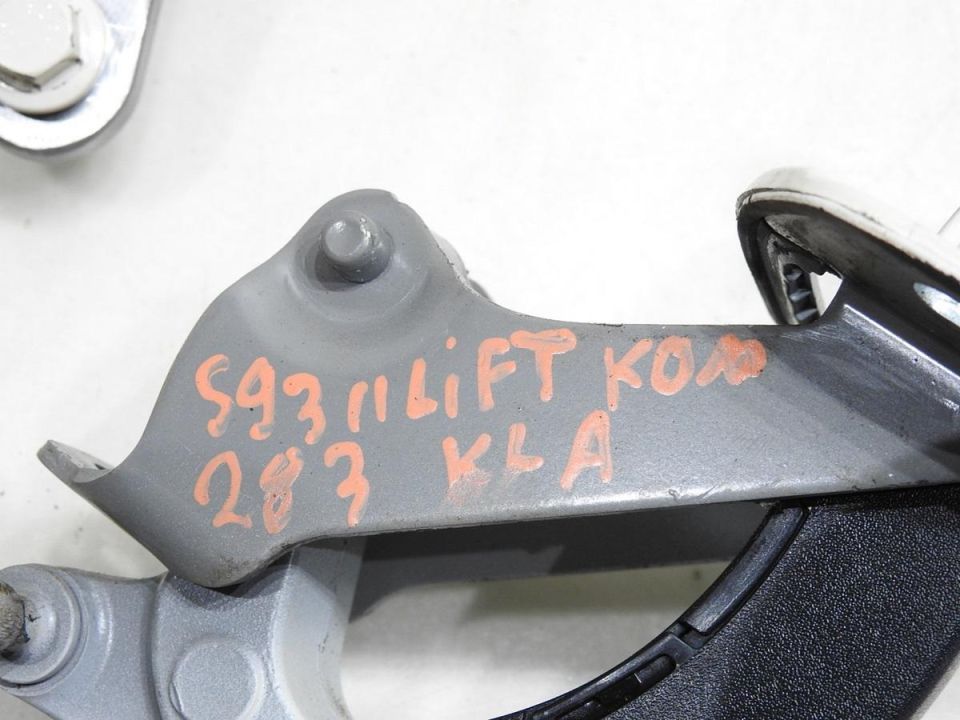 S9311LiFT KOM
283 KLA